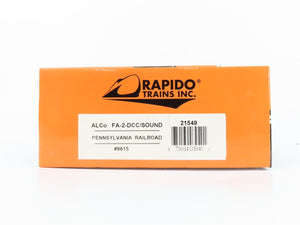 RAPIDO
TRAINS INC.
ALCo FA-2-DCC/SOUND
PENNSYLVANIA RAILROAD
#9615
21549